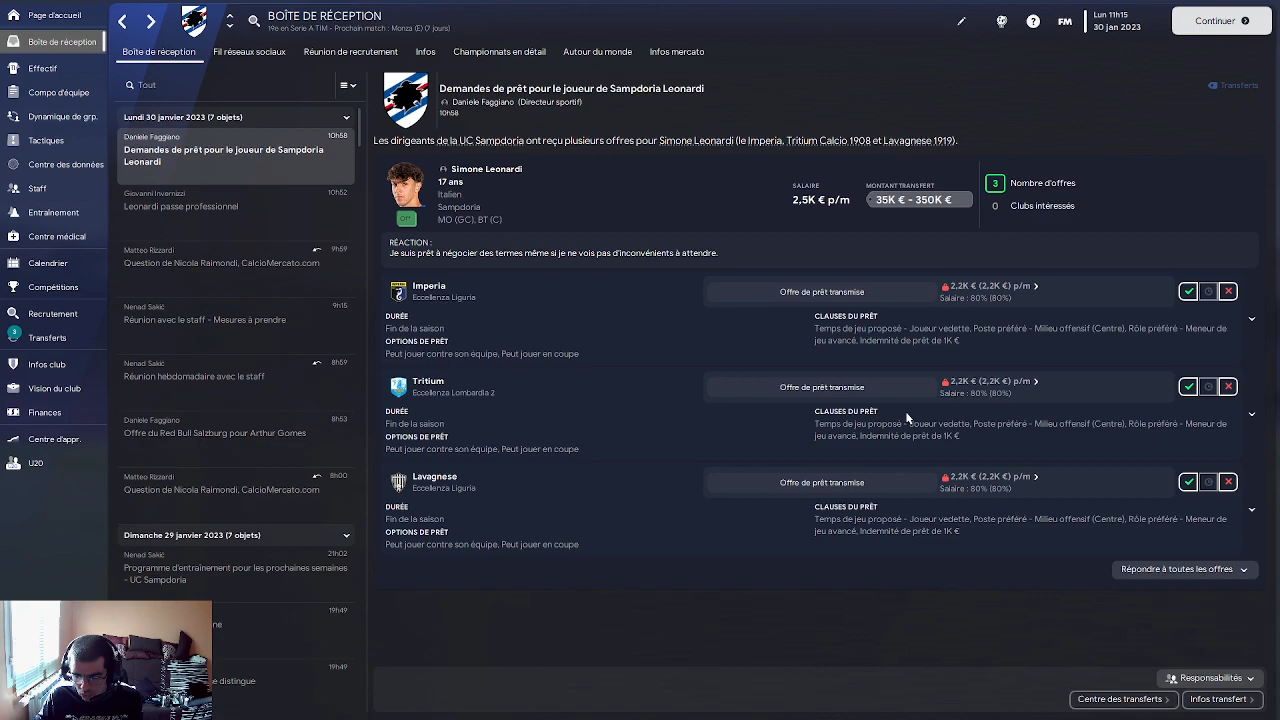 Page d'accueil
Boîte de réception
Effectif
Compo d'équipe
Dynamique de gr.
Tactiques
Centre des données
Staff
Entraînement
Centre médical
Calendrier
Compétitions
Recrutement
3
Transferts
Infos club
Vision du club
Finances
Centre d'appr.
U20
BOÎTE DE RÉCEPTION
19e en Serie A TIM - Prochain match : Monza (E) (7 jours)
FM
Lun 11h15
30 jan 2023
Continuer
Boîte de réception
Fil réseaux sociaux
Réunion de recrutement
Infos
Championnats en détail
Autour du monde
Infos mercato
Tout
Lundi 30 janvier 2023 (7 objets)
Daniele Faggiano 10h58
Demandes de prêt pour le joueur de Sampdoria
Leonardi
Giovanni Invernizzi 10h52
Leonardi passe professionnel
Matteo Rizzardi 9h59
Question de Nicola Raimondi, CalcioMercato.com
Nenad Sakić 9h15
Réunion avec le staff - Mesures à prendre
Nenad Sakić 8h59
Réunion hebdomadaire avec le staff
Daniele Faggiano 8h53
Offre du Red Bull Salzburg pour Arthur Gomes
Matteo Rizzardi 8h00
Question de Nicola Raimondi, CalcioMercato.com
Dimanche 29 janvier 2023 (7 objets)
Nenad Sakić 21h02
Programme d'entraînement pour les prochaines semaines
- UC Sampdoria
19h49
ne
19h49
e distingue
Demandes de prêt pour le joueur de Sampdoria Leonardi
Daniele Faggiano (Directeur sportif)
10h58
Transferts
Les dirigeants de la UC Sampdoria ont reçu plusieurs offres pour Simone Leonardi (le Imperia, Tritium Calcio 1908 et Lavagnese 1919).
Simone Leonardi
17 ans
Italien
Sampdoria
Off
MO (GC), BT (C)
SALAIRE
2,5K € p/m
MONTANT TRANSFERT
35K € - 350K €
3 Nombre d'offres
0 Clubs intéressés
RÉACTION :
Je suis prêt à négocier des termes même si je ne vois pas d'inconvénients à attendre.
Imperia
Eccellenza Liguria
Offre de prêt transmise
2,2K € (2,2K €) p/m
Salaire : 80% (80%)
DURÉE
Fin de la saison
OPTIONS DE PRÊT
Peut jouer contre son équipe, Peut jouer en coupe
CLAUSES DU PRÊT
Temps de jeu proposé - Joueur vedette, Poste préféré - Milieu offensif (Centre), Rôle préféré - Meneur de
jeu avancé, Indemnité de prêt de 1K €
Tritium
Eccellenza Lombardia 2
Offre de prêt transmise
2,2K € (2,2K €) p/m
Salaire : 80% (80%)
DURÉE
Fin de la saison
OPTIONS DE PRÊT
Peut jouer contre son équipe, Peut jouer en coupe
CLAUSES DU PRÊT
Temps de jeu proposé - Joueur vedette, Poste préféré - Milieu offensif (Centre), Rôle préféré - Meneur de
jeu avancé, Indemnité de prêt de 1K €
Lavagnese
Eccellenza Liguria
Offre de prêt transmise
2,2K € (2,2K €) p/m
Salaire : 80% (80%)
DURÉE
Fin de la saison
OPTIONS DE PRÊT
Peut jouer contre son équipe, Peut jouer en coupe
CLAUSES DU PRÊT
Temps de jeu proposé - Joueur vedette, Poste préféré - Milieu offensif (Centre), Rôle préféré - Meneur de
jeu avancé, Indemnité de prêt de 1K €
Répondre à toutes les offres
Responsabilités
Centre des transferts
Infos transfert